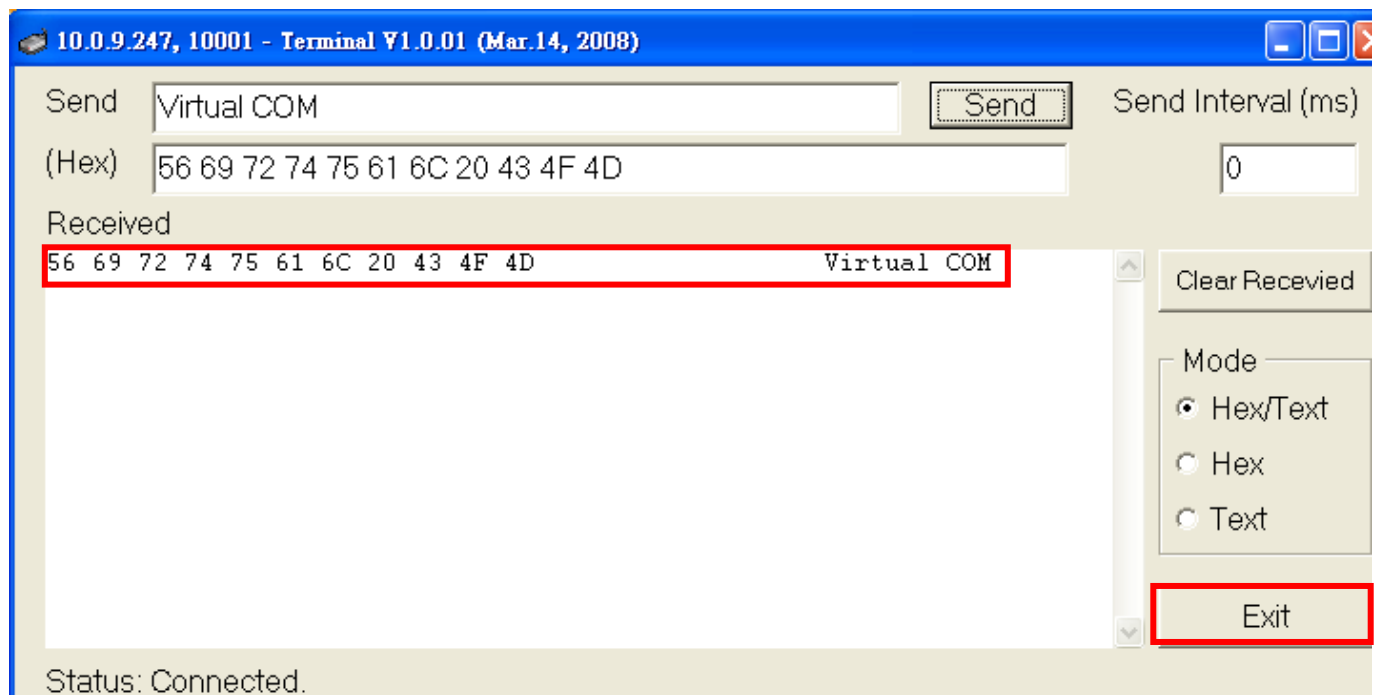 10.0.9.247, 10001 - Terminal V1.0.01 (Mar.14, 2008)
Send Virtual COM Send Send Interval (ms)
(Hex) 56 69 72 74 75 61 6C 20 43 4F 4D 0
Received
56 69 72 74 75 61 6C 20 43 4F 4D Virtual COM
Clear Recevied
Mode
Hex/Text
Hex
Text
Exit
Status: Connected.